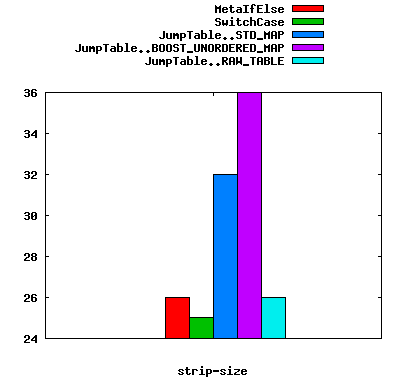 MetaIfElse
SwitchCase
JumpTable..STD_MAP
JumpTable..BOOST_UNORDERED_MAP
JumpTable..RAW_TABLE
36
34
32
30
28
26
24
strip-size